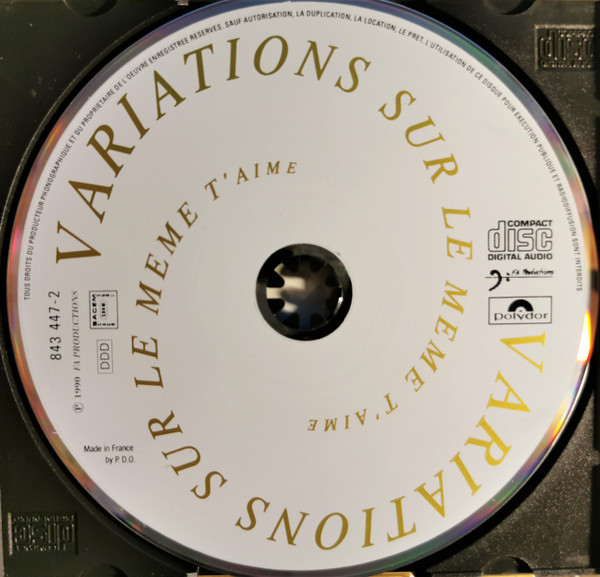 TOUS DROITS DU PRODUCTEUR PHONOGRAPHIQUE ET DU PROPRIETAIRE DE L'OEUVRE ENREGISTREE RESERVES. SAUF AUTORISATION, LA DUPLICATION, LA LOCATION, LE PRET, L'UTILISATION DE CE DISQUE POUR EXECUTION PUBLIQUE ET RADIODIFFUSION SONT INTERDITS
VARIATIONS SUR LE MEME T'AIME
VARIATIONS SUR LE MEME T'AIME
COMPACT
disc
DIGITAL AUDIO
FA Productions
polydor
843 447-2
SACEM
DDD
℗ 1990 FA PRODUCTIONS
Made in France
by P.D.O.
disc
disc